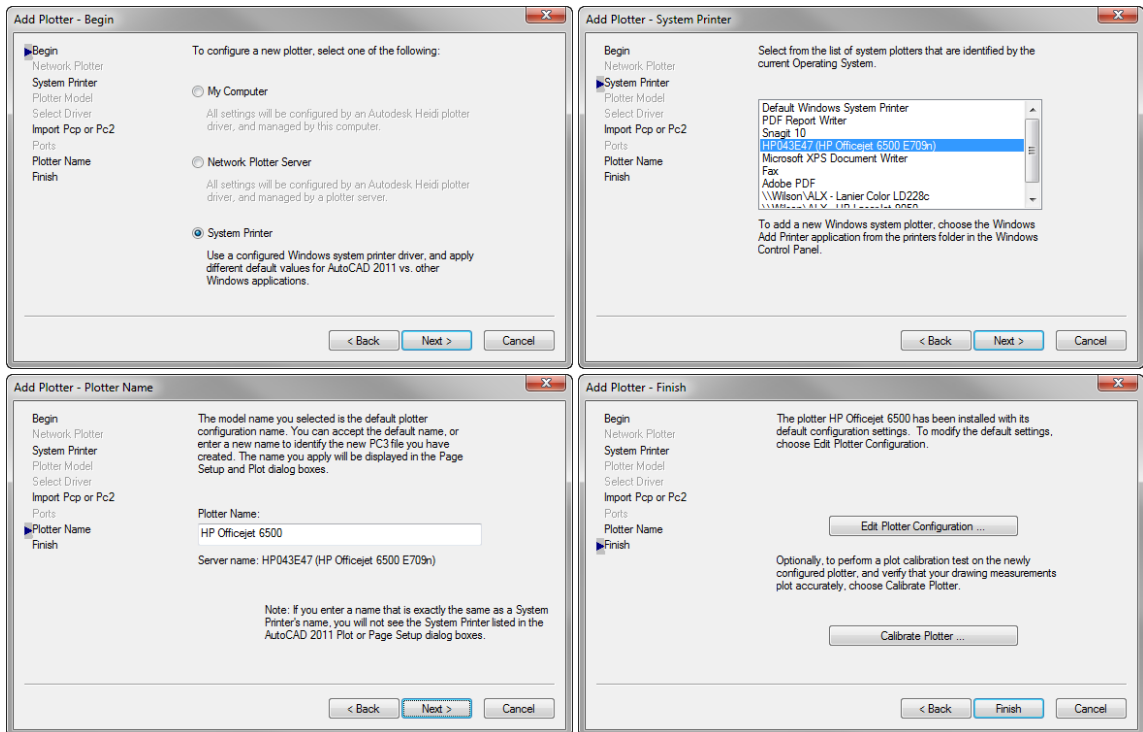 Add Plotter - Begin
Begin
Network Plotter
System Printer
Plotter Model
Select Driver
Import Pcp or Pc2
Ports
Plotter Name
Finish
To configure a new plotter, select one of the following:
My Computer
All settings will be configured by an Autodesk Heidi plotter
driver, and managed by this computer.
Network Plotter Server
All settings will be configured by an Autodesk Heidi plotter
driver, and managed by a plotter server.
System Printer
Use a configured Windows system printer driver, and apply
different default values for AutoCAD 2011 vs. other
Windows applications.
< Back
Next >
Cancel
Add Plotter - System Printer
Begin
Network Plotter
System Printer
Plotter Model
Select Driver
Import Pcp or Pc2
Ports
Plotter Name
Finish
Select from the list of system plotters that are identified by the
current Operating System.
Default Windows System Printer
PDF Report Writer
Snagit 10
HP043E47 (HP Officejet 6500 E709n)
Microsoft XPS Document Writer
Fax
Adobe PDF
\\Wilson\ALX - Lanier Color LD228c
To add a new Windows system plotter, choose the Windows
Add Printer application from the printers folder in the Windows
Control Panel.
< Back
Next >
Cancel
Add Plotter - Plotter Name
Begin
Network Plotter
System Printer
Plotter Model
Select Driver
Import Pcp or Pc2
Ports
Plotter Name
Finish
The model name you selected is the default plotter
configuration name. You can accept the default name, or
enter a new name to identify the new PC3 file you have
created. The name you apply will be displayed in the Page
Setup and Plot dialog boxes.
Plotter Name:
HP Officejet 6500
Server name: HP043E47 (HP Officejet 6500 E709n)
Note: If you enter a name that is exactly the same as a System
Printer's name, you will not see the System Printer listed in the
AutoCAD 2011 Plot or Page Setup dialog boxes.
< Back
Next >
Cancel
Add Plotter - Finish
Begin
Network Plotter
System Printer
Plotter Model
Select Driver
Import Pcp or Pc2
Ports
Plotter Name
Finish
The plotter HP Officejet 6500 has been installed with its
default configuration settings. To modify the default settings,
choose Edit Plotter Configuration.
Edit Plotter Configuration ...
Optionally, to perform a plot calibration test on the newly
configured plotter, and verify that your drawing measurements
plot accurately, choose Calibrate Plotter.
Calibrate Plotter ...
< Back
Finish
Cancel